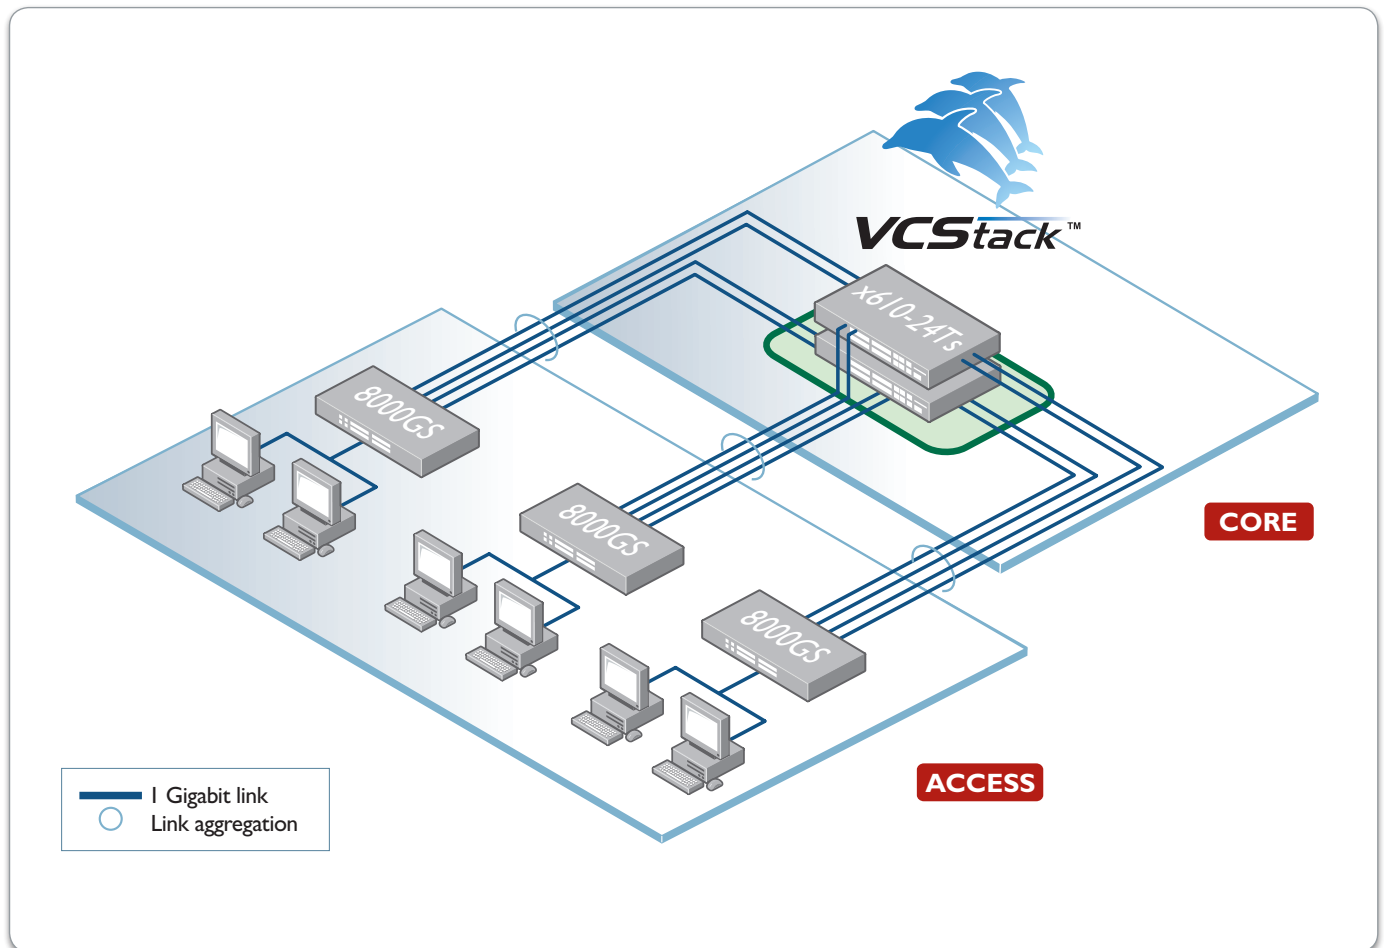 VCStack™
x610-24Ts
8000GS
8000GS
8000GS
CORE
ACCESS
1 Gigabit link
Link aggregation